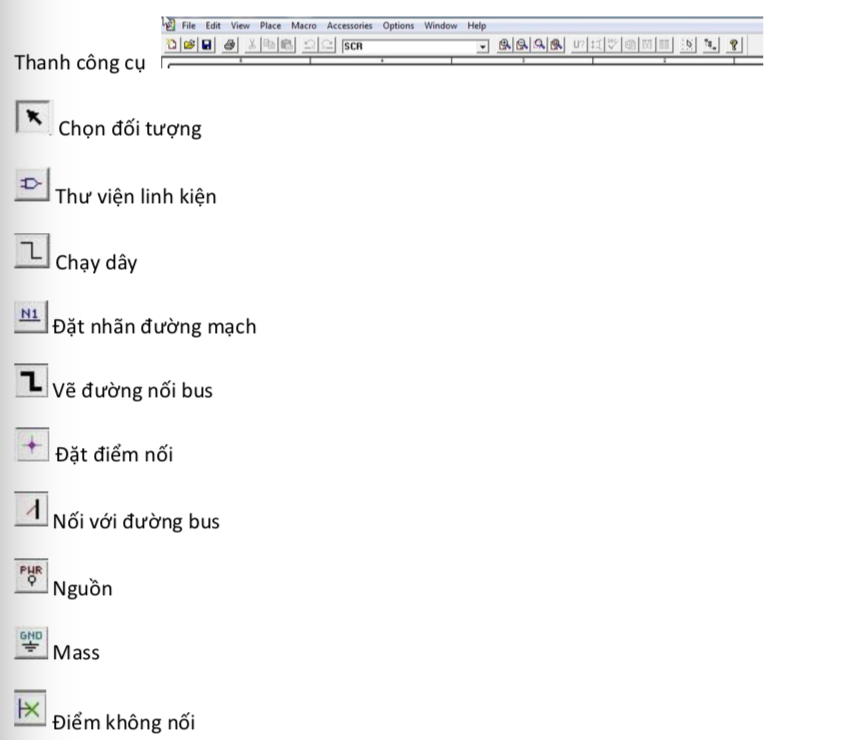 File Edit View Place Macro Accessories Options Window Help
SCR
U?
Thanh công cụ
Chọn đối tượng
Thư viện linh kiện
Chạy dây
N1
Đặt nhãn đường mạch
Vẽ đường nối bus
Đặt điểm nối
Nối với đường bus
PWR
Nguồn
GND
Mass
Điểm không nối